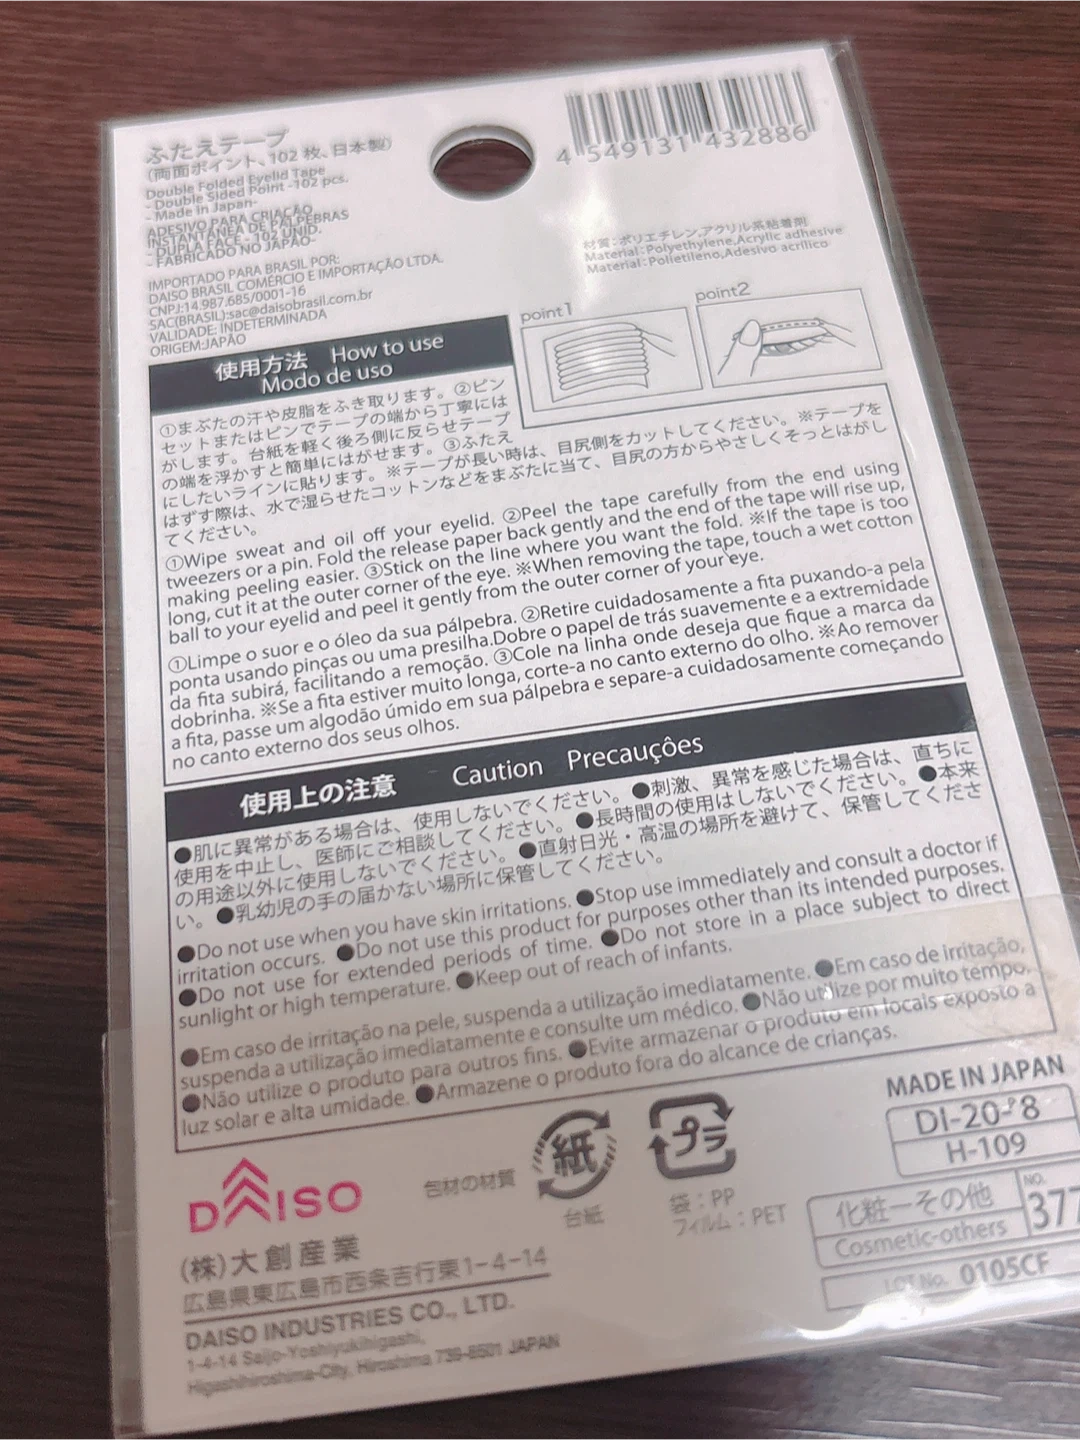 ふたえテープ
(両面ポイント、102 枚、日本製)
Double Folded Eyelid Tape
- Double Sided Point -102 pcs.
- Made in Japan-
ADESIVO PARA CRIAÇÃO
INSTANTÂNEA DE PÁLPEBRAS
- DUPLA FACE - 102 UNID.
- FABRICADO NO JAPÃO-
IMPORTADO PARA BRASIL POR:
DAISO BRASIL COMÉRCIO E IMPORTAÇÃO LTDA.
CNPJ:14.987.685/0001-16
SAC(BRASIL):sac@daisobrasil.com.br
VALIDADE: INDETERMINADA
ORIGEM:JAPÃO
4 549131 432886
材質：ポリエチレン,アクリル系粘着剤
Material : Polyethylene,Acrylic adhesive
Material : Polietileno,Adesivo acrílico
point1
point2
使用方法 How to use
Modo de uso
①まぶたの汗や皮脂をふき取ります。②ピン
セットまたはピンでテープの端から丁寧には
がします。台紙を軽く後ろ側に反らせテープ
の端を浮かすと簡単にはがせます。③ふたえ
にしたいラインに貼ります。※テープが長い時は、目尻側をカットしてください。※テープを
はずす際は、水で湿らせたコットンなどをまぶたに当て、目尻の方からやさしくそっとはがし
てください。
①Wipe sweat and oil off your eyelid. ②Peel the tape carefully from the end using
tweezers or a pin. Fold the release paper back gently and the end of the tape will rise up,
making peeling easier. ③Stick on the line where you want the fold. ※If the tape is too
long, cut it at the outer corner of the eye. ※When removing the tape, touch a wet cotton
ball to your eyelid and peel it gently from the outer corner of your eye.
①Limpe o suor e o óleo da sua pálpebra. ②Retire cuidadosamente a fita puxando-a pela
ponta usando pinças ou uma presilha.Dobre o papel de trás suavemente e a extremidade
da fita subirá, facilitando a remoção. ③Cole na linha onde deseja que fique a marca da
dobrinha. ※Se a fita estiver muito longa, corte-a no canto externo do olho. ※Ao remover
a fita, passe um algodão úmido em sua pálpebra e separe-a cuidadosamente começando
no canto externo dos seus olhos.
使用上の注意 Caution Precauções
●肌に異常がある場合は、使用しないでください。●刺激、異常を感じた場合は、直ちに
使用を中止し、医師にご相談してください。●長時間の使用はしないでください。●本来
の用途以外に使用しないでください。●直射日光・高温の場所を避けて、保管してくださ
い。●乳幼児の手の届かない場所に保管してください。
●Do not use when you have skin irritations. ●Stop use immediately and consult a doctor if
irritation occurs. ●Do not use this product for purposes other than its intended purposes.
●Do not use for extended periods of time. ●Do not store in a place subject to direct
sunlight or high temperature. ●Keep out of reach of infants.
●Em caso de irritação na pele, suspenda a utilização imediatamente. ●Em caso de irritação,
suspenda a utilização imediatamente e consulte um médico. ●Não utilize por muito tempo.
●Não utilize o produto para outros fins. ●Evite armazenar o produto em locais exposto a
luz solar e alta umidade. ●Armazene o produto fora do alcance de crianças.
MADE IN JAPAN
H-109
化粧ーその他
Cosmetic-others
NO.
377
LOT No. 0105CF
包材の材質
紙
台紙
プラ
袋：PP
フィルム：PET
DAISO
(株)大創産業
広島県東広島市西条吉行東1-4-14
DAISO INDUSTRIES CO., LTD.
1-4-14 Saijo-Yoshiyukihigashi,
Higashihiroshima-City, Hiroshima 739-8501 JAPAN